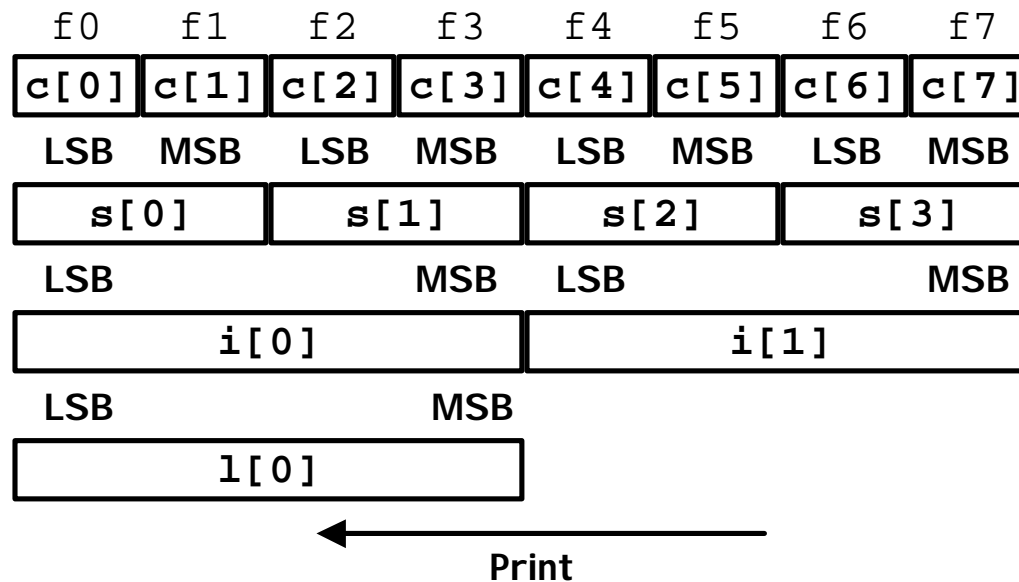 f0 f1 f2 f3 f4 f5 f6 f7
c[0] c[1] c[2] c[3] c[4] c[5] c[6] c[7]
LSB MSB LSB MSB LSB MSB LSB MSB
s[0] s[1] s[2] s[3]
LSB MSB LSB MSB
i[0] i[1]
LSB MSB
l[0]
Print